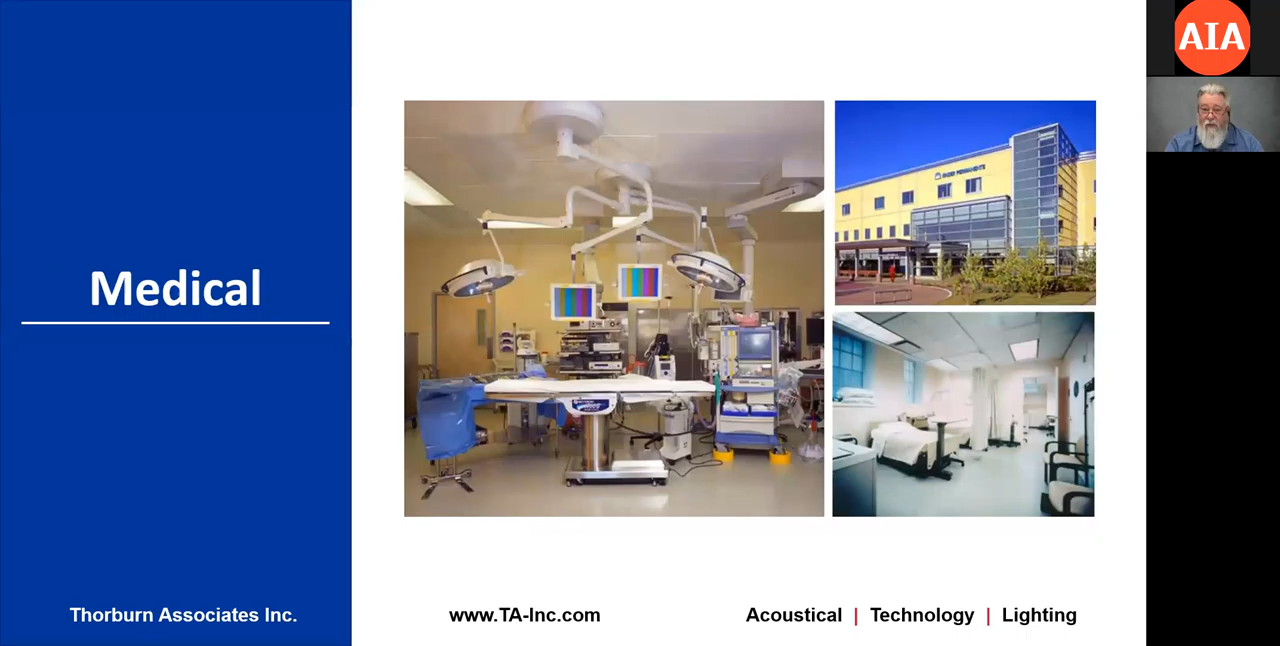 Medical
Thorburn Associates Inc.
www.TA-Inc.com
Acoustical | Technology | Lighting
AIA